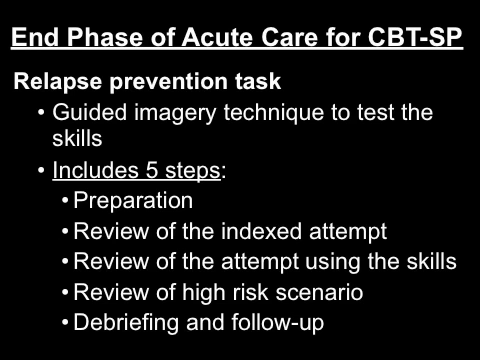 End Phase of Acute Care for CBT-SP
Relapse prevention task
• Guided imagery technique to test the
skills
• Includes 5 steps:
• Preparation
• Review of the indexed attempt
• Review of the attempt using the skills
• Review of high risk scenario
• Debriefing and follow-up